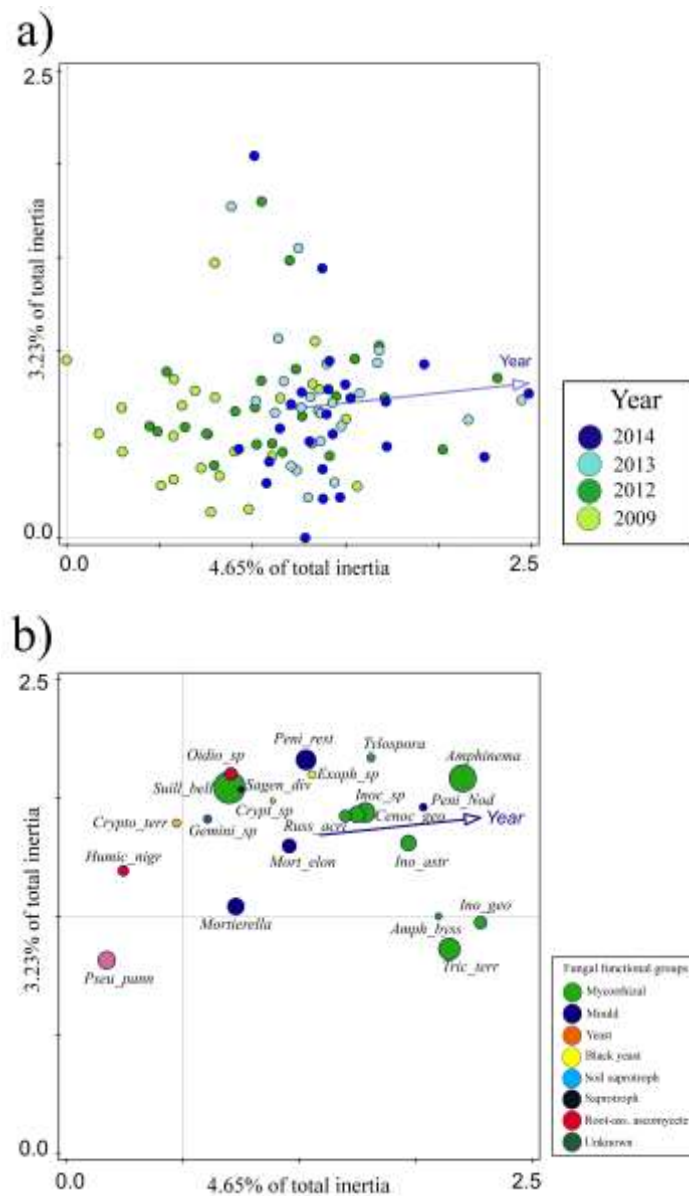 a)
2.5
3.23% of total inertia
Year
0.0
0.0
4.65% of total inertia
2.5
Year
2014
2013
2012
2009
b)
2.5
Peni_rest
Tylospora
Oidio_sp
Amphinema
Sagen_div
Exoph_sp
Suill_bell
Inoc_sp
Peni_Nod
Crypt_sp
Crypto_terr
Gemini_sp
Russ_acri
Cenoc_geo
Year
Humic_nigr
Mort_elon
Ino_astr
3.23% of total inertia
Mortierella
Ino_geo
Amph_byss
Pseu_pann
Tric_terr
0.0
0.0
4.65% of total inertia
2.5
Fungal functional groups
Mycorrhizal
Mould
Yeast
Black yeast
Soil saprotroph
Saprotroph
Root-ass. ascomycete
Unknown